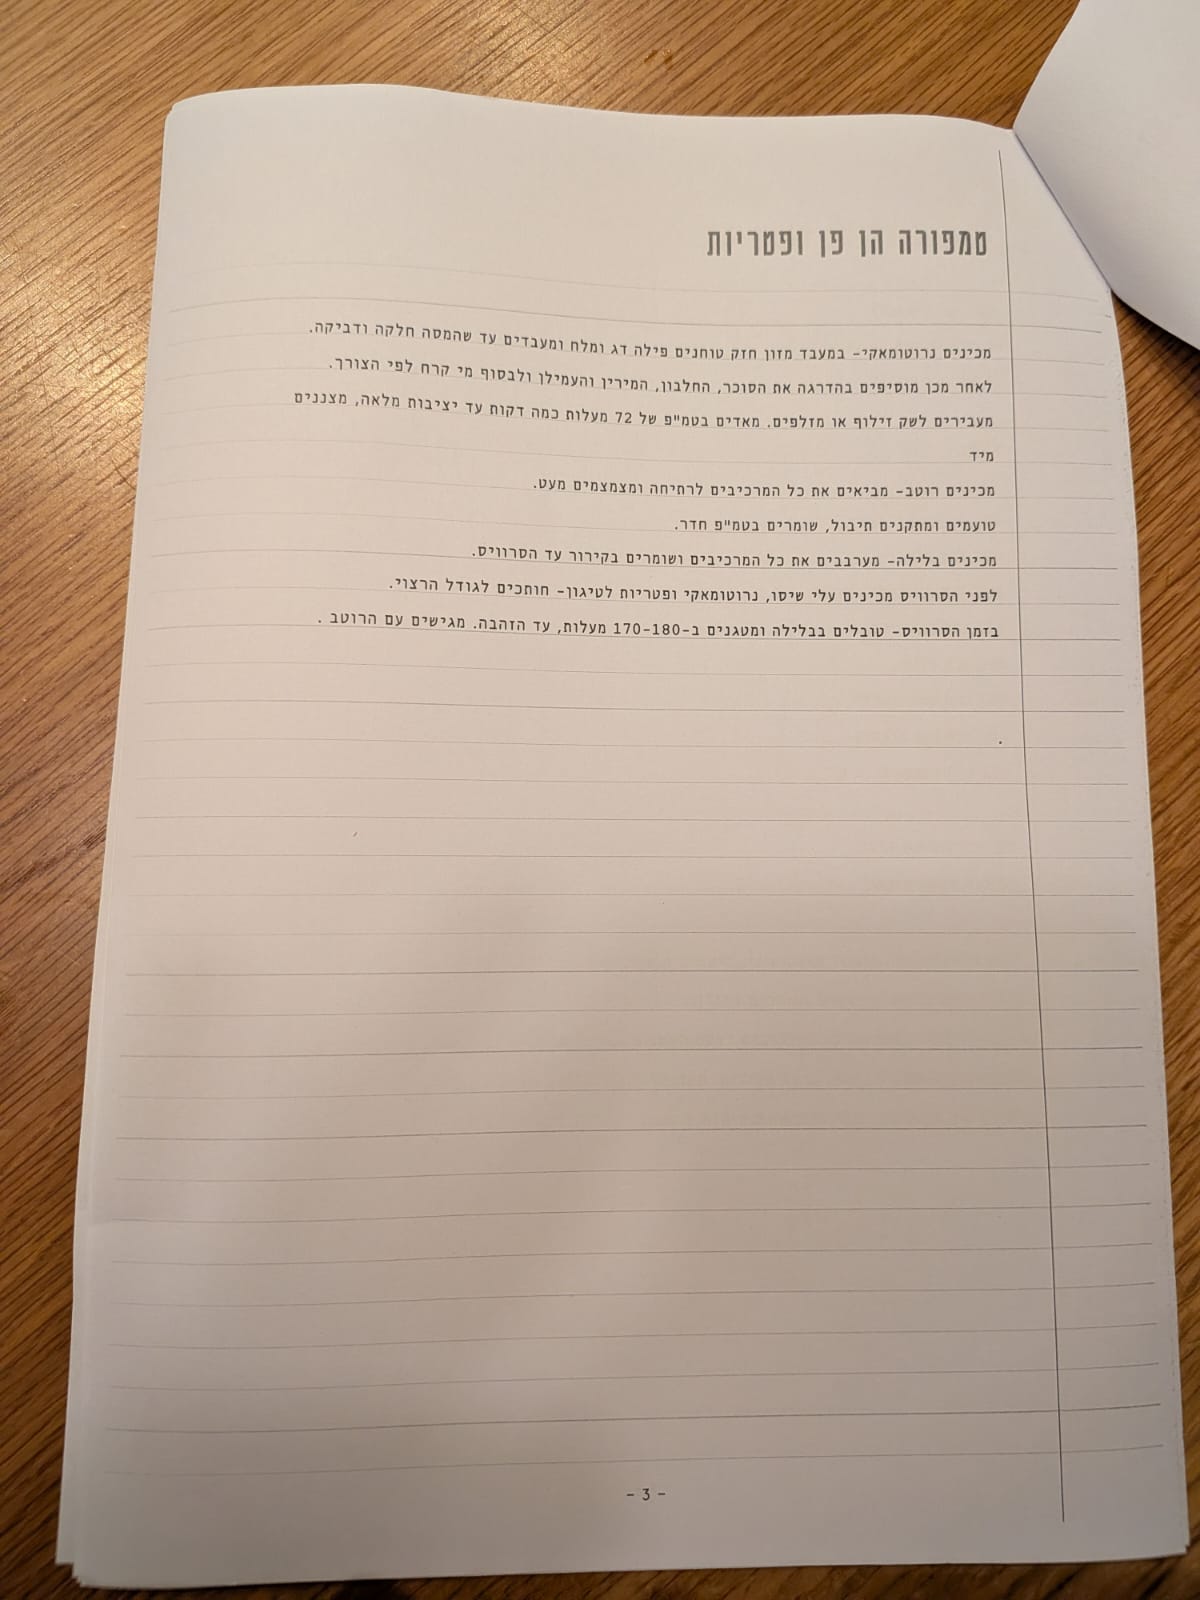 טמפורה הן פן ופטריות
מכינים נרוטומאקי- במעבד מזון חזק טוחנים פילה דג ומלח ומעבדים עד שהמסה חלקה ודביקה.
לאחר מכן מוסיפים בהדרגה את הסוכר, החלבון, המירין והעמילן ולבסוף מי קרח לפי הצורך.
מעבירים לשק זילוף או מזלפים. מאדים בטמ"פ של 72 מעלות כמה דקות עד יציבות מלאה, מצננים
מיד
מכינים רוטב- מביאים את כל המרכיבים לרתיחה ומצמצמים מעט.
טועמים ומתקנים תיבול, שומרים בטמ"פ חדר.
מכינים בלילה- מערבבים את כל המרכיבים ושומרים בקירור עד הסרוויס.
לפני הסרוויס מכינים עלי שיסו, נרוטומאקי ופטריות לטיגון- חותכים לגודל הרצוי.
בזמן הסרוויס- טובלים בבלילה ומטגנים ב-170-180 מעלות, עד הזהבה. מגישים עם הרוטב .
- 3 -